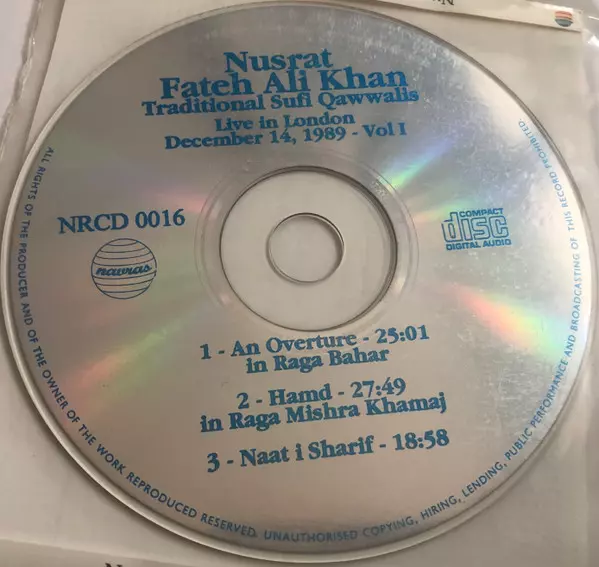 Nusrat
Fateh Ali Khan
Traditional Sufi Qawwalis
Live in London
December 14, 1989 - Vol I
NRCD 0016
navras
COMPACT
disc
DIGITAL AUDIO
1 - An Overture - 25:01
in Raga Bahar
2 - Hamd - 27:49
in Raga Mishra Khamaj
3 - Naat i Sharif - 18:58
ALL RIGHTS OF THE PRODUCER AND OF THE OWNER OF THE WORK REPRODUCED RESERVED. UNAUTHORISED COPYING, HIRING, LENDING, PUBLIC PERFORMANCE AND BROADCASTING OF THIS RECORD PROHIBITED.